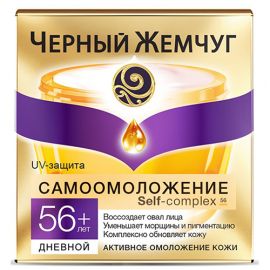 ЧЕРНЫЙ ЖЕМЧУГ
UV-защита
САМООМОЛОЖЕНИЕ
Self-complex 56
56+
лет
Воссоздает овал лица
Уменьшает морщины и пигментацию
Комплексно обновляет кожу
ДНЕВНОЙ
АКТИВНОЕ ОМОЛОЖЕНИЕ КОЖИ